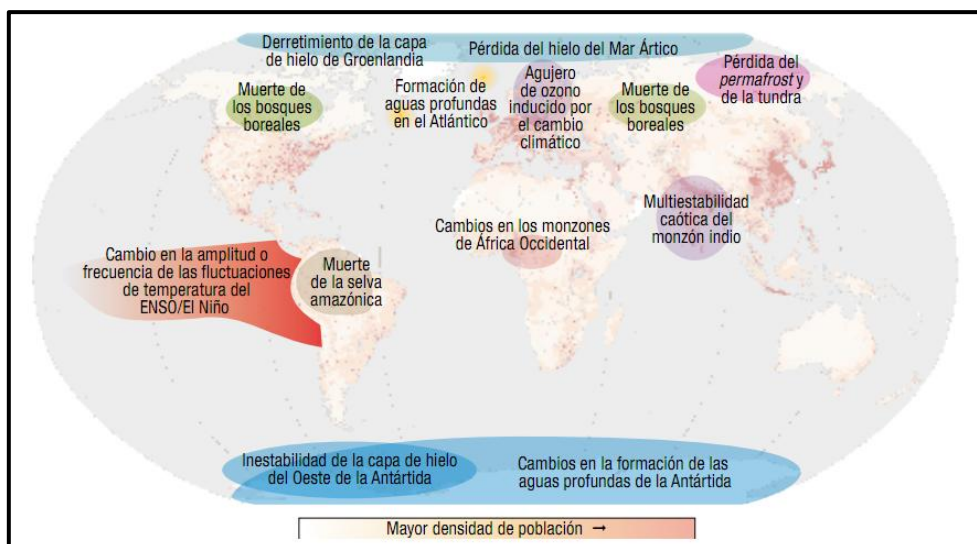 Derretimiento de la capa
de hielo de Groenlandia
Pérdida del hielo del Mar Ártico
Pérdida del
permafrost y
de la tundra
Muerte de
los bosques
boreales
Formación de
aguas profundas
en el Atlántico
Agujero
de ozono
inducido por
el cambio
climático
Muerte de
los bosques
boreales
Multiestabilidad
caótica del
monzón indio
Cambios en los monzones
de África Occidental
Cambio en la amplitud o
frecuencia de las fluctuaciones
de temperatura del
ENSO/El Niño
Muerte
de la selva
amazónica
Inestabilidad de la capa de hielo
del Oeste de la Antártida
Cambios en la formación de las
aguas profundas de la Antártida
Mayor densidad de población →